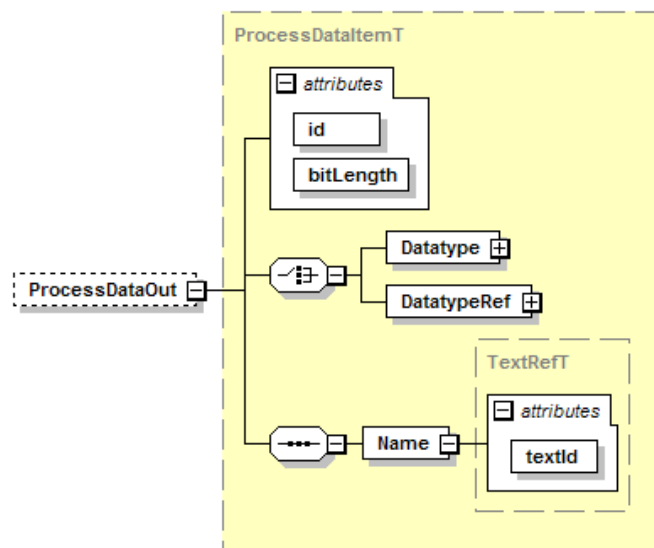 ProcessDataItemT
attributes
id
bitLength
Datatype
ProcessDataOut
DatatypeRef
TextRefT
attributes
Name
textId